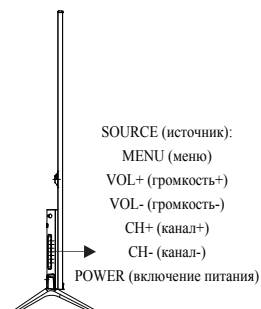 SOURCE (источник):
MENU (меню)
VOL+ (громкость+)
VOL- (громкость-)
CH+ (канал+)
CH- (канал-)
POWER (включение питания)